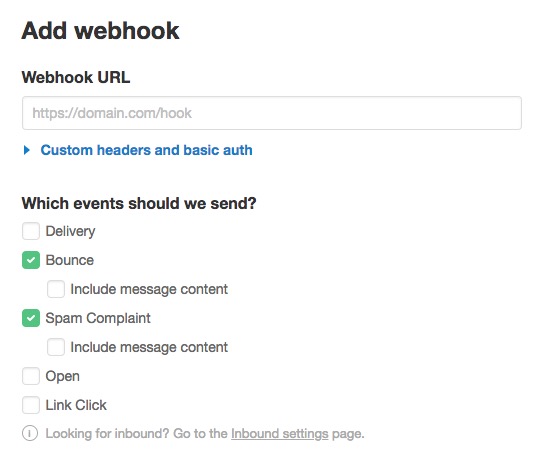 Add webhook
Webhook URL
https://domain.com/hook
Custom headers and basic auth
Which events should we send?
Delivery
Bounce
Include message content
Spam Complaint
Include message content
Open
Link Click
Looking for inbound? Go to the Inbound settings page.